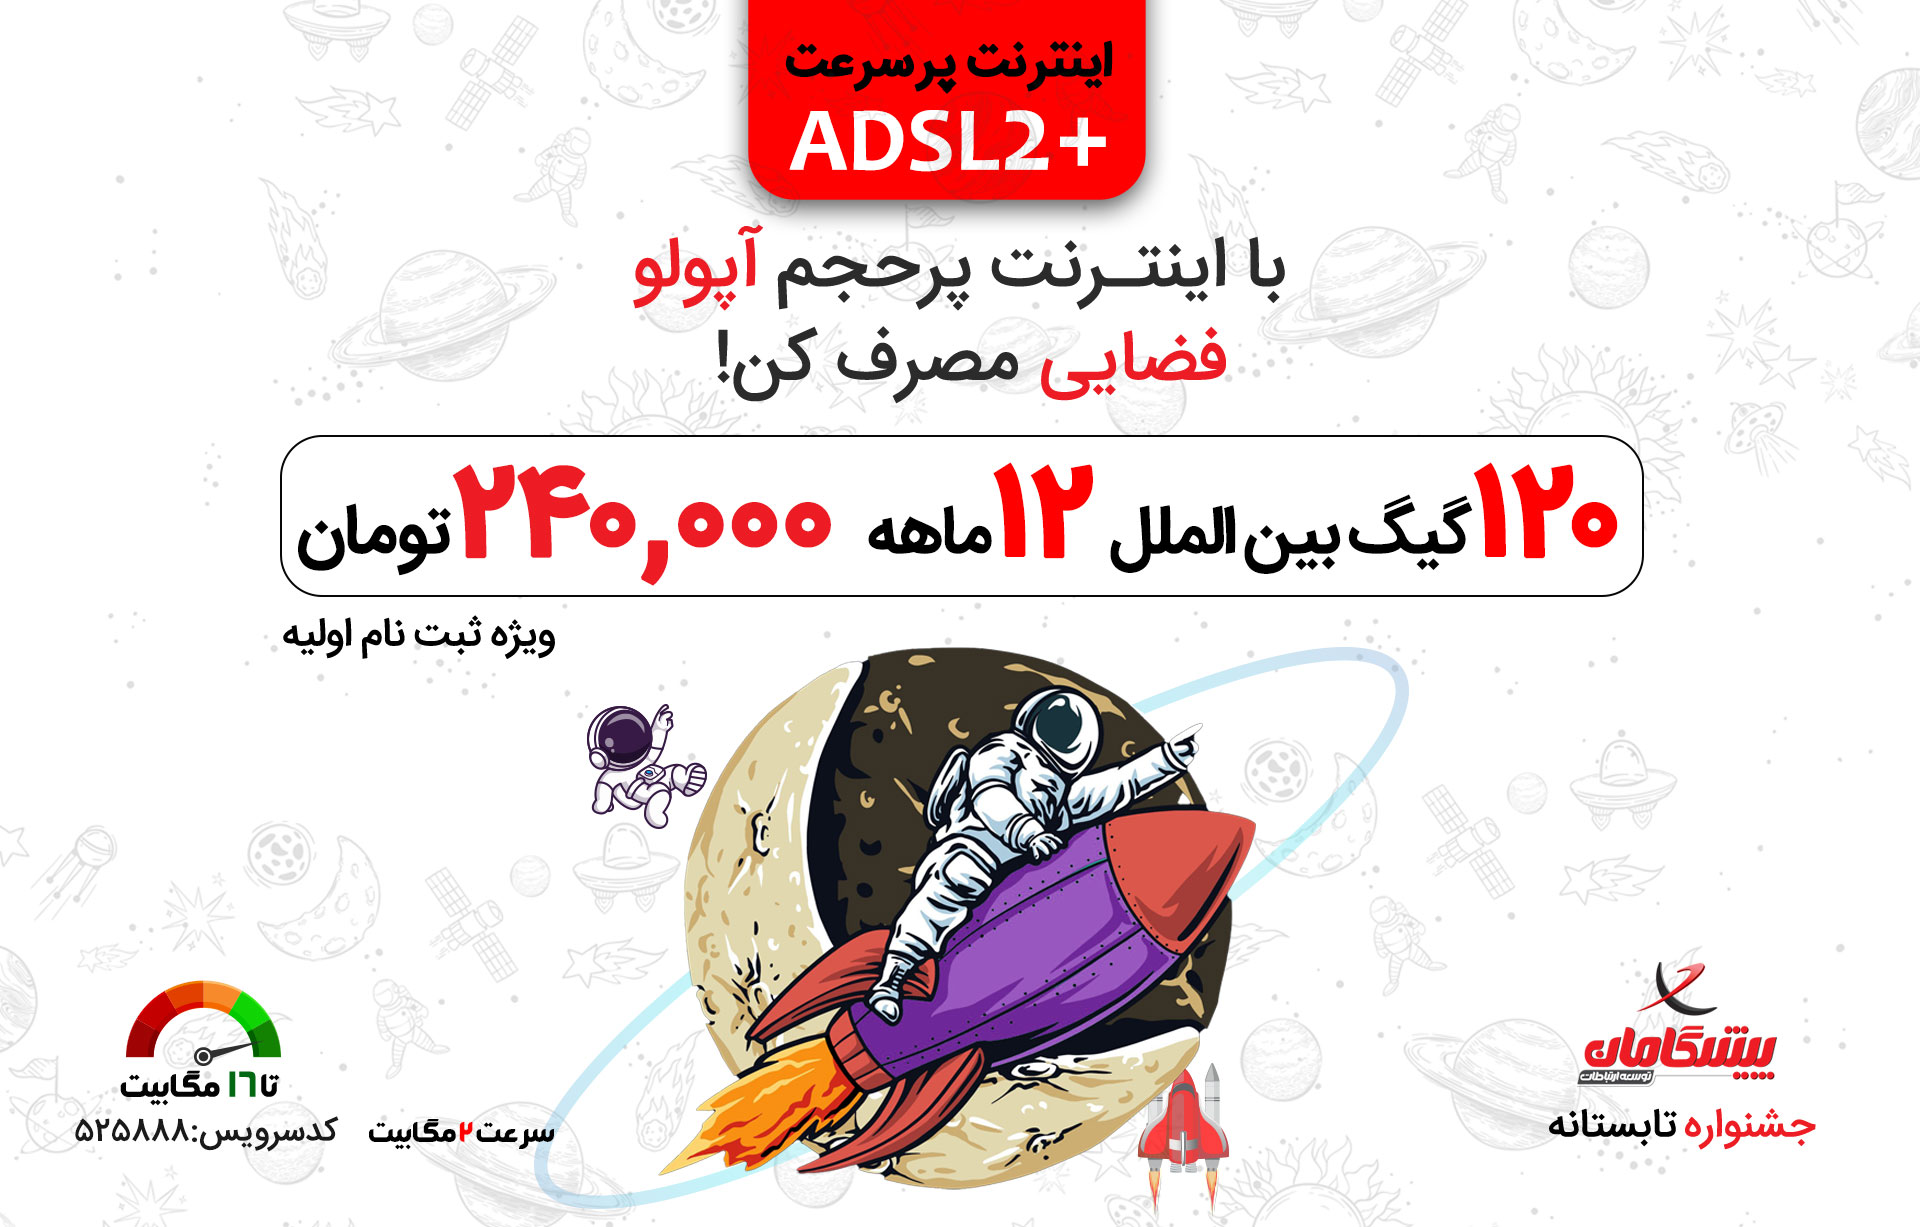 اینترنت پرسرعت
ADSL2+
با اینتــرنت پرحجم آپولو
فضایی مصرف کن!
۱۲۰ گیگ بین الملل ۱۲ ماهه ۲۴۰,۰۰۰ تومان
ویژه ثبت نام اولیه
پیشگامان
توسعه ارتباطات
جشنواره تابستانه
سرعت ۲ مگابیت
تا ۱۶ مگابیت
کدسرویس:۵۲۵۸۸۸